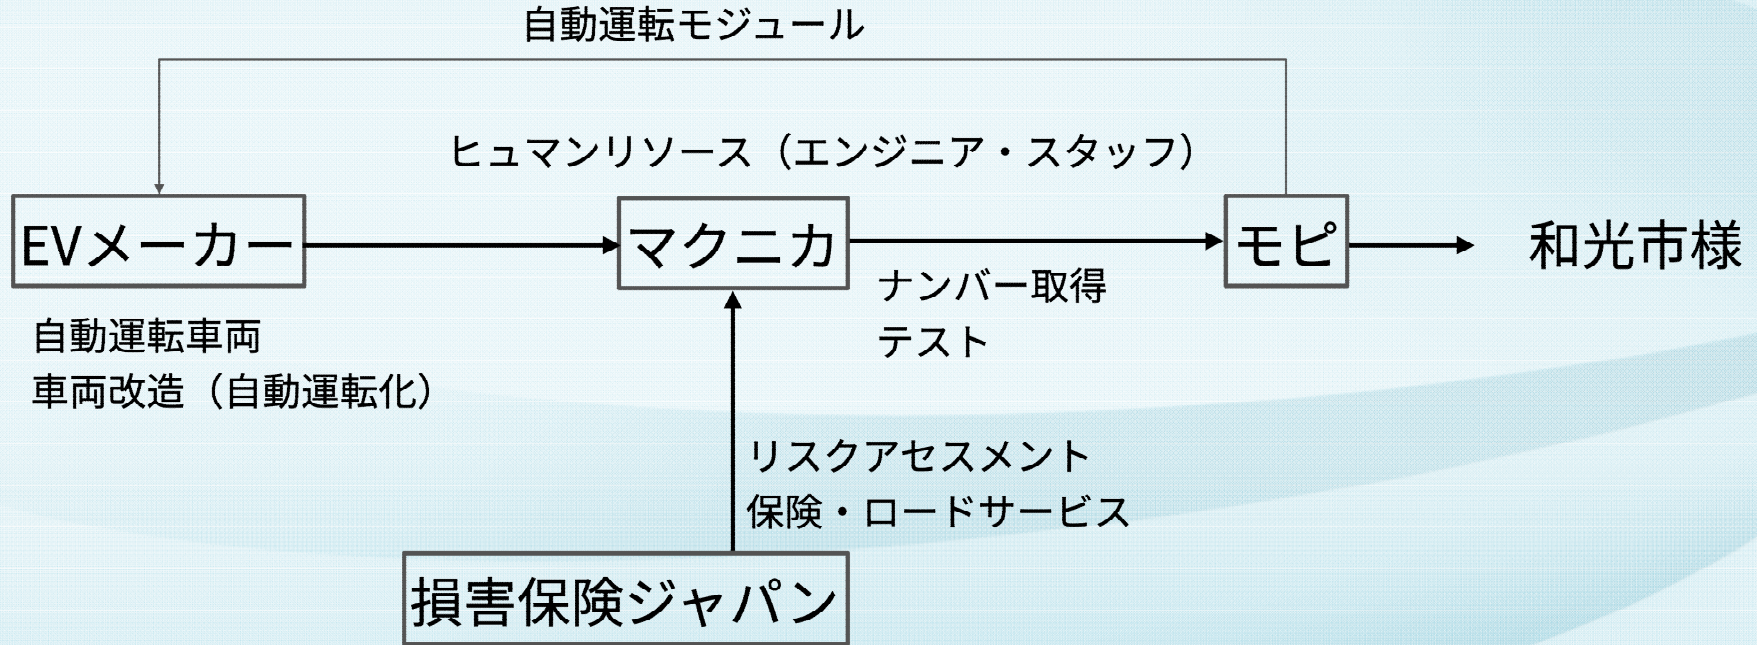 自動運転モジュール
ヒュマンリソース（エンジニア・スタッフ）
EVメーカー
マクニカ
モピ
和光市様
ナンバー取得
テスト
自動運転車両
車両改造（自動運転化）
リスクアセスメント
保険・ロードサービス
損害保険ジャパン